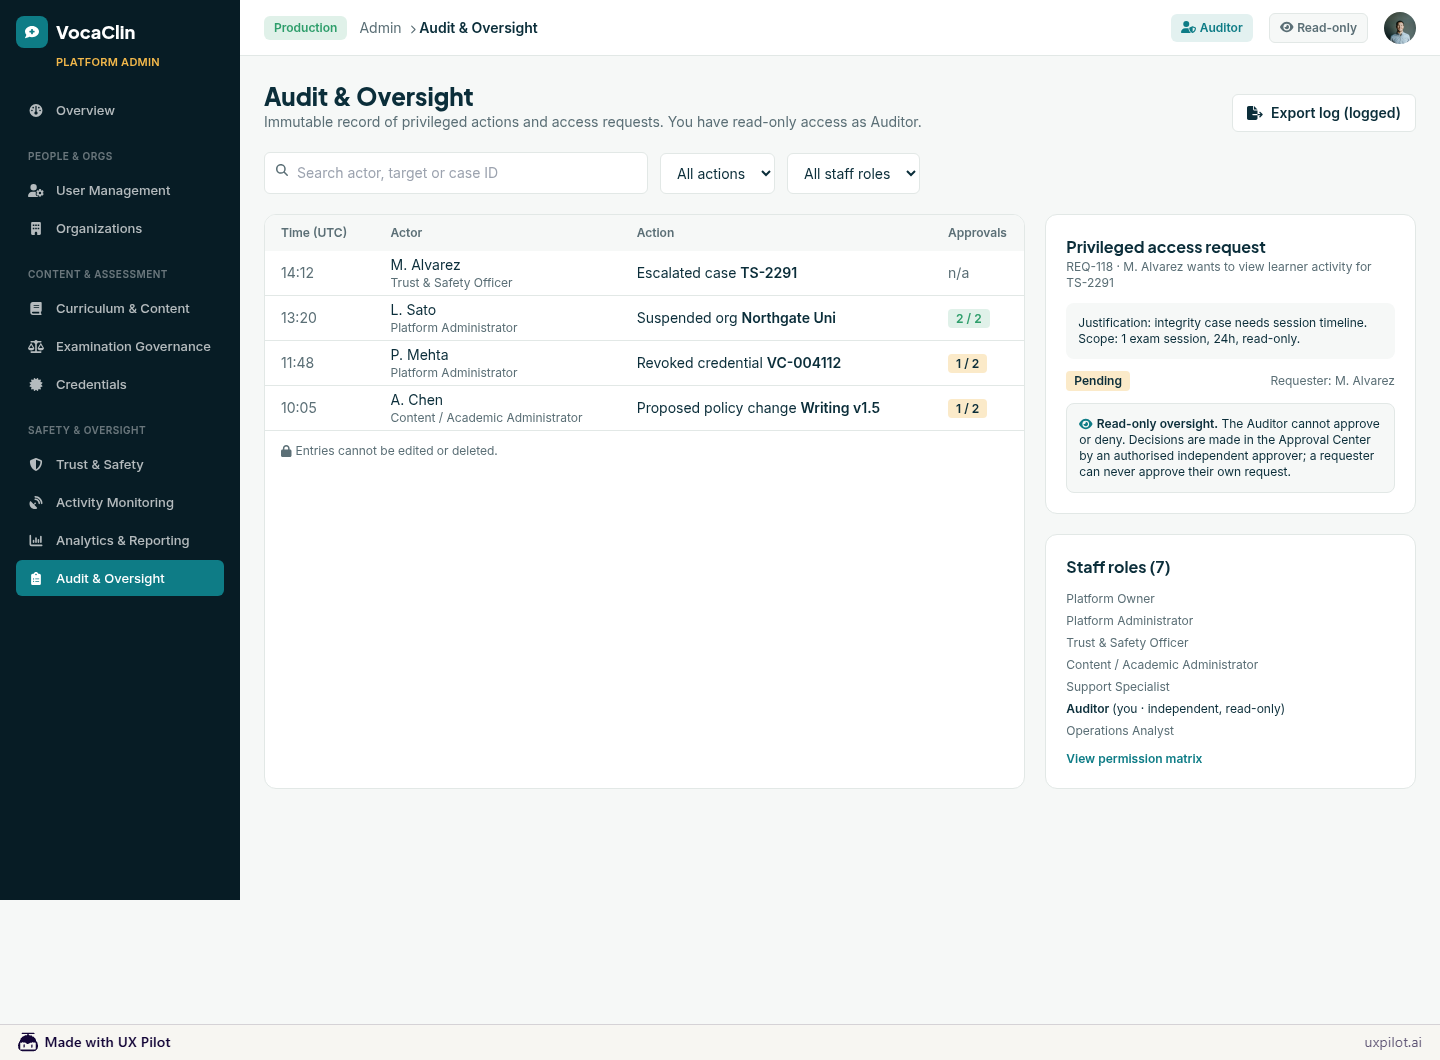 VocaClin
PLATFORM ADMIN
Overview
PEOPLE & ORGS
User Management
Organizations
CONTENT & ASSESSMENT
Curriculum & Content
Examination Governance
Credentials
SAFETY & OVERSIGHT
Trust & Safety
Activity Monitoring
Analytics & Reporting
Audit & Oversight
Production Admin > Audit & Oversight Auditor Read-only
Audit & Oversight
Immutable record of privileged actions and access requests. You have read-only access as Auditor.
Export log (logged)
Search actor, target or case ID All actions All staff roles
Time (UTC) Actor Action Approvals
14:12 M. Alvarez Escalated case TS-2291 n/a
Trust & Safety Officer
13:20 L. Sato Suspended org Northgate Uni 2 / 2
Platform Administrator
11:48 P. Mehta Revoked credential VC-004112 1 / 2
Platform Administrator
10:05 A. Chen Proposed policy change Writing v1.5 1 / 2
Content / Academic Administrator
Entries cannot be edited or deleted.
Privileged access request
REQ-118 · M. Alvarez wants to view learner activity for
TS-2291
Justification: integrity case needs session timeline.
Scope: 1 exam session, 24h, read-only.
Pending Requester: M. Alvarez
Read-only oversight. The Auditor cannot approve
or deny. Decisions are made in the Approval Center
by an authorised independent approver; a requester
can never approve their own request.
Staff roles (7)
Platform Owner
Platform Administrator
Trust & Safety Officer
Content / Academic Administrator
Support Specialist
Auditor (you · independent, read-only)
Operations Analyst
View permission matrix
Made with UX Pilot
uxpilot.ai